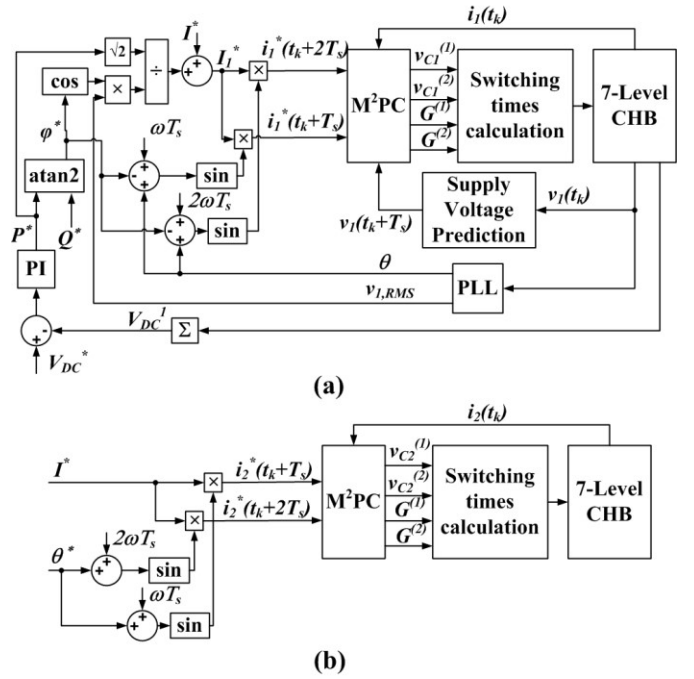 i1(tk)
I*
√2
÷
I1*
i1*(tk+2Ts)
vC1(1)
cos
×
×
M²PC
vC1(2)
Switching times calculation
7-Level CHB
φ*
i1*(tk+Ts)
G(1)
×
G(2)
ωTs
sin
atan2
2ωTs
sin
v1(tk+Ts)
Supply Voltage Prediction
v1(tk)
P*
Q*
θ
PI
v1,RMS
PLL
VDC1
Σ
VDC*
(a)
i2(tk)
I*
i2*(tk+Ts)
vC2(1)
×
M²PC
vC2(2)
Switching times calculation
7-Level CHB
×
i2*(tk+2Ts)
G(1)
2ωTs
G(2)
θ*
sin
ωTs
sin
(b)